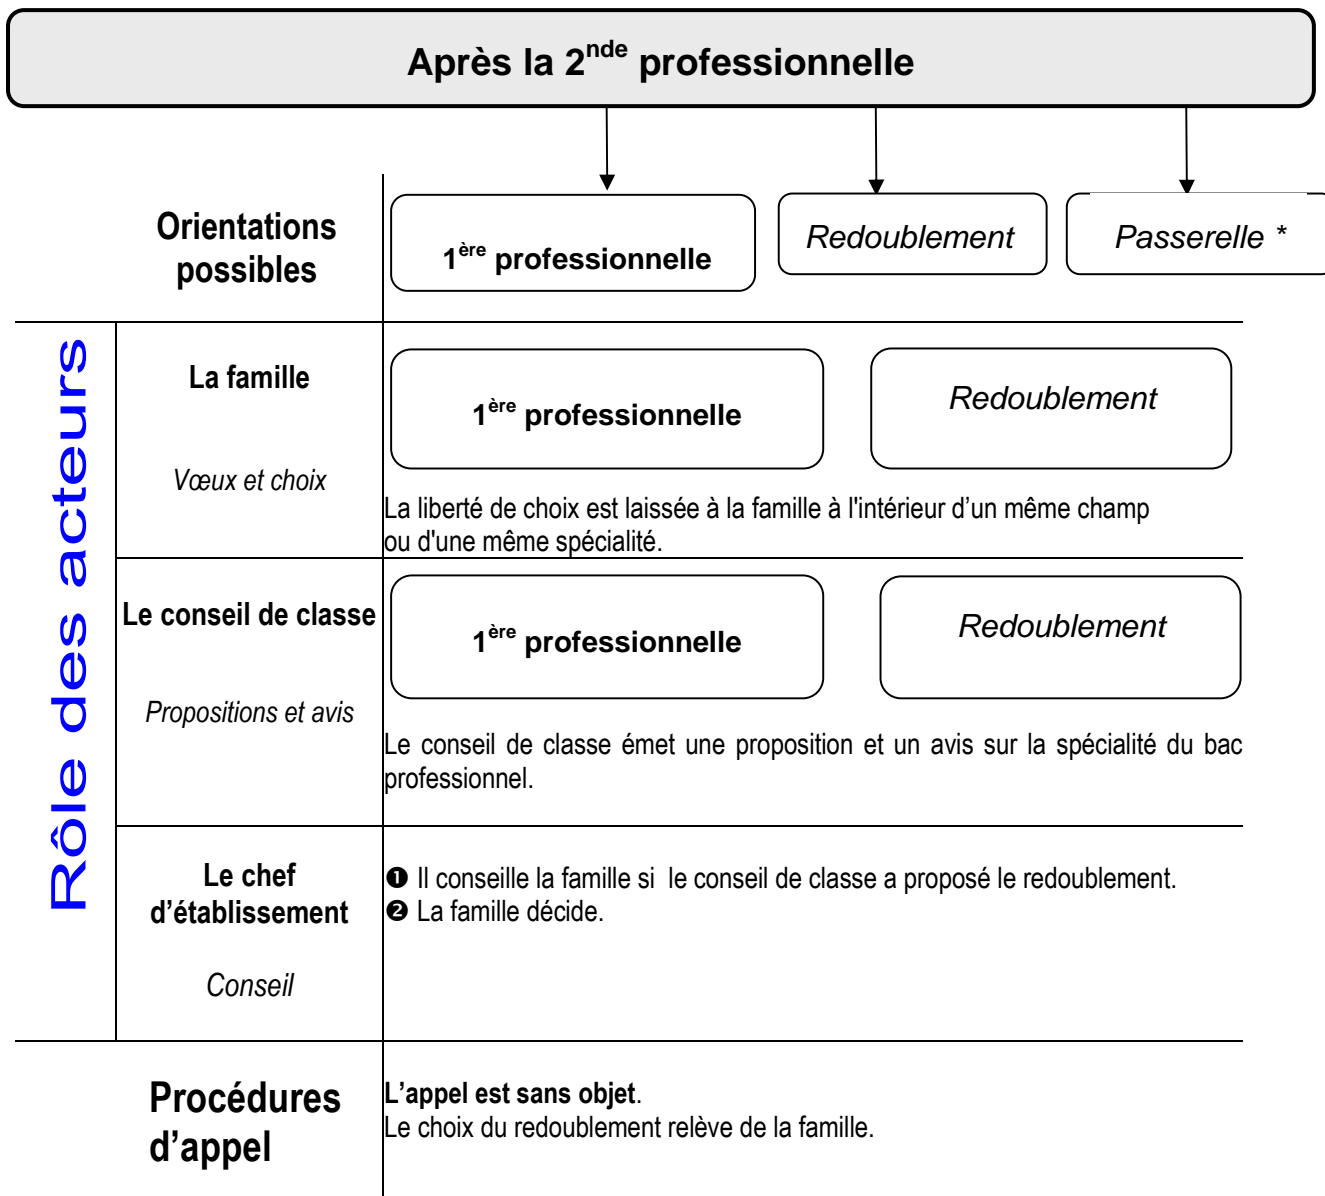 Après la 2nde professionnelle
Orientations
possibles
1ère professionnelle
Redoublement
Passerelle *
Rôle des acteurs
La famille
Vœux et choix
1ère professionnelle
Redoublement
La liberté de choix est laissée à la famille à l'intérieur d’un même champ
ou d'une même spécialité.
Le conseil de classe
Propositions et avis
1ère professionnelle
Redoublement
Le conseil de classe émet une proposition et un avis sur la spécialité du bac
professionnel.
Le chef
d’établissement
Conseil
❶ Il conseille la famille si le conseil de classe a proposé le redoublement.
❷ La famille décide.
Procédures
d’appel
L’appel est sans objet.
Le choix du redoublement relève de la famille.